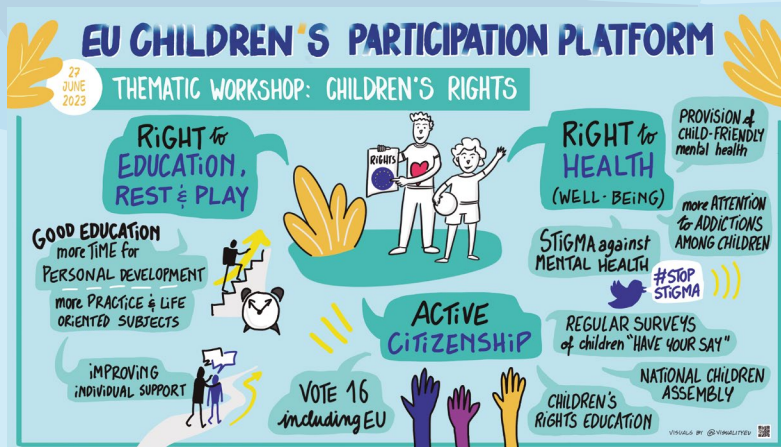 EU CHILDREN'S PARTICIPATION PLATFORM
27
JUNE
2023
THEMATIC WORKSHOP: CHILDREN'S RIGHTS
RIGHT to
EDUCATION,
REST & PLAY
GOOD EDUCATION
more TIME for
PERSONAL DEVELOPMENT
more PRACTICE & LIFE
ORIENTED SUBJECTS
IMPROVING
INDIVIDUAL SUPPORT
RIGHTS
RIGHT to
HEALTH
(WELL-BEING)
PROVISION of
CHILD-FRIENDLY
mental health
more ATTENTION
to ADDICTIONS
AMONG CHILDREN
STIGMA against
MENTAL HEALTH
#STOP
STIGMA
ACTIVE
CITIZENSHIP
VOTE 16
including EU
REGULAR SURVEYS
of children "HAVE YOUR SAY"
NATIONAL CHILDREN
ASSEMBLY
CHILDREN'S
RIGHTS EDUCATION
VISUALS BY @VISUALITYEU